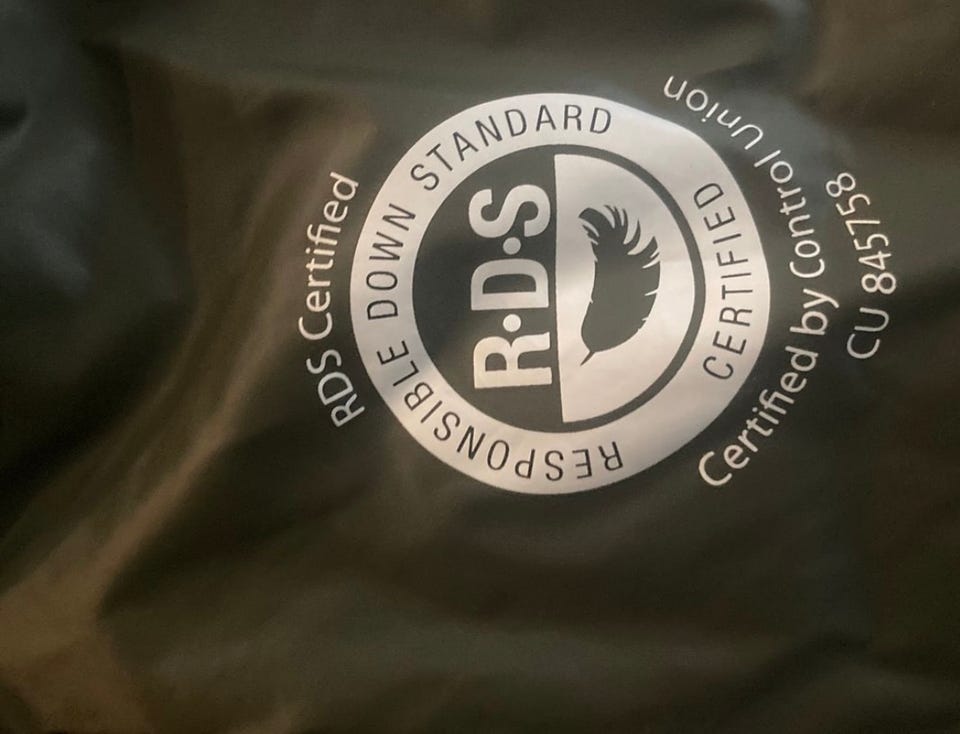 RDS Certified
RESPONSIBLE DOWN STANDARD
R·D·S
CERTIFIED
Certified by Control Union
CU 845758